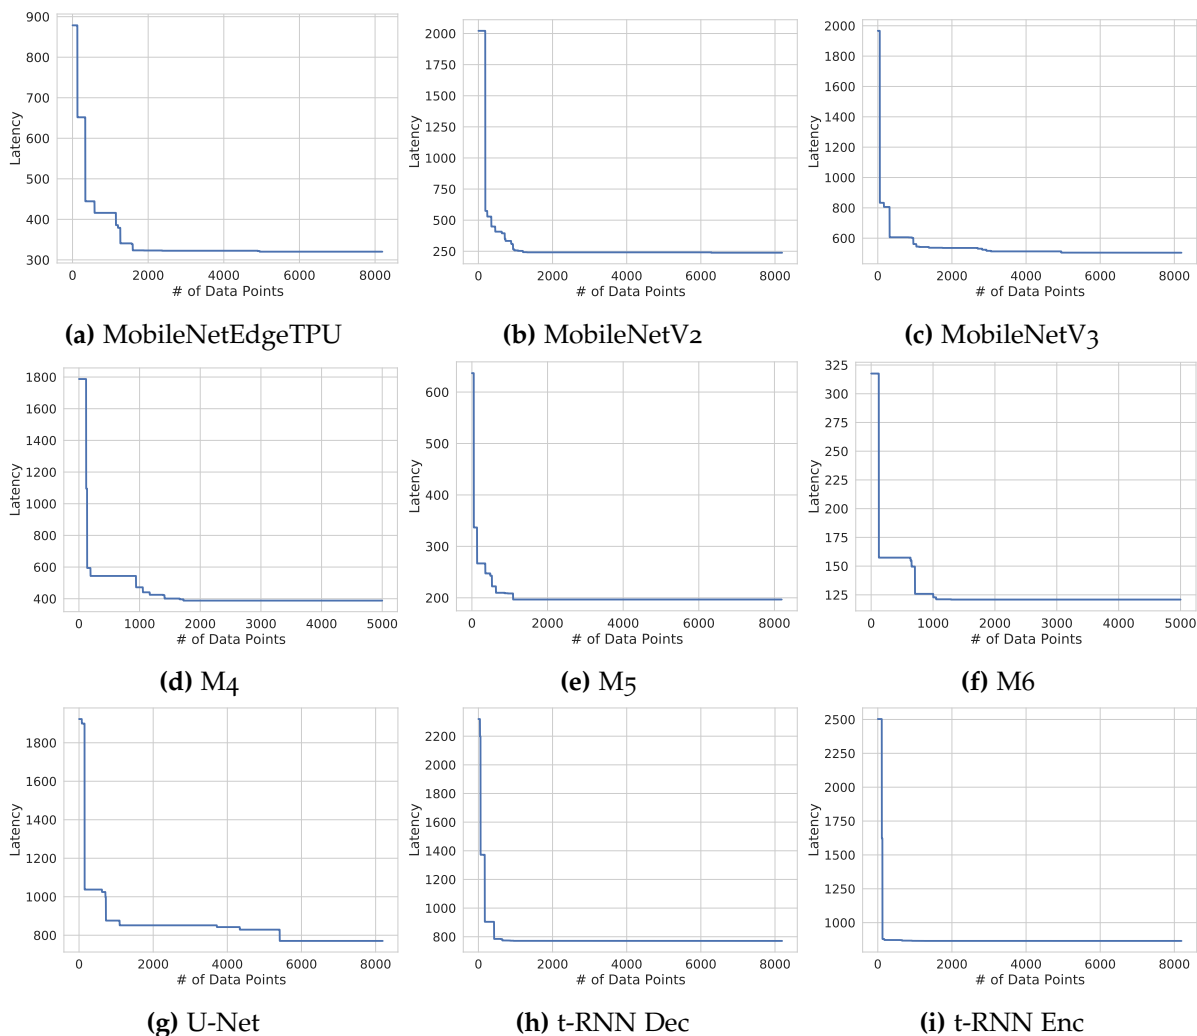 900
800
700
600
500
400
300
Latency
0 2000 4000 6000 8000
# of Data Points
(a) MobileNetEdgeTPU
2000
1750
1500
1250
1000
750
500
250
Latency
0 2000 4000 6000 8000
# of Data Points
(b) MobileNetV2
2000
1800
1600
1400
1200
1000
800
600
Latency
0 2000 4000 6000 8000
# of Data Points
(c) MobileNetV3
1800
1600
1400
1200
1000
800
600
400
Latency
0 1000 2000 3000 4000 5000
# of Data Points
(d) M4
600
500
400
300
200
Latency
0 2000 4000 6000 8000
# of Data Points
(e) M5
325
300
275
250
225
200
175
150
125
Latency
0 1000 2000 3000 4000 5000
# of Data Points
(f) M6
1800
1600
1400
1200
1000
800
Latency
0 2000 4000 6000 8000
# of Data Points
(g) U-Net
2200
2000
1800
1600
1400
1200
1000
800
Latency
0 2000 4000 6000 8000
# of Data Points
(h) t-RNN Dec
2500
2250
2000
1750
1500
1250
1000
Latency
0 2000 4000 6000 8000
# of Data Points
(i) t-RNN Enc